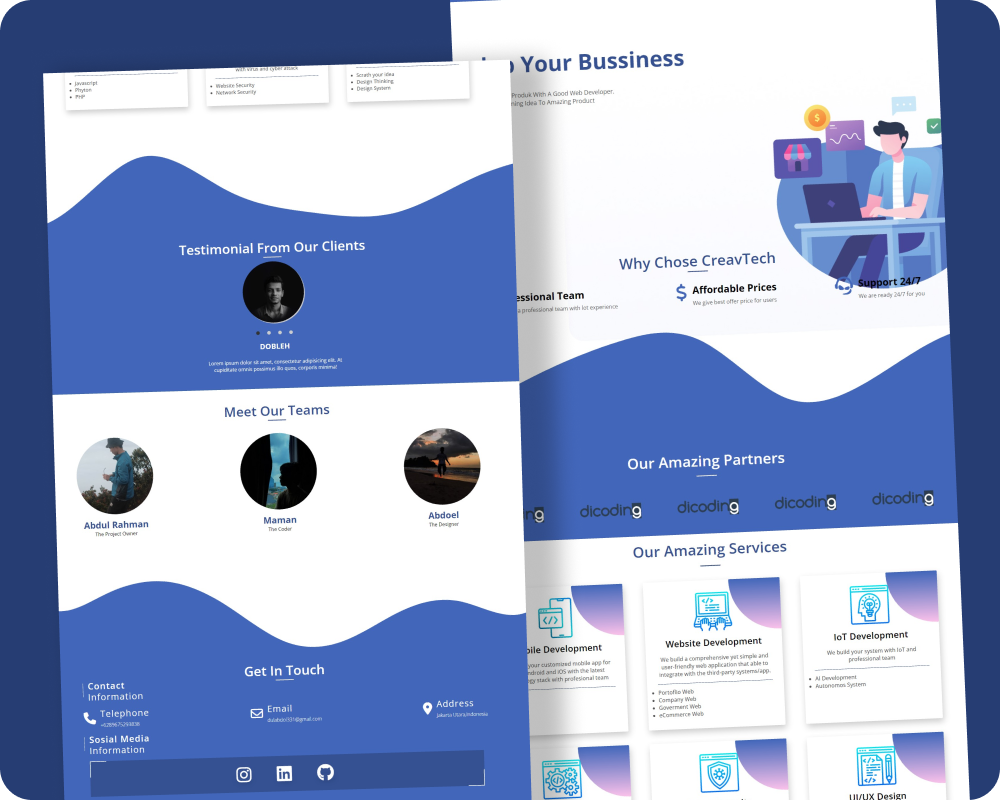 with virus and cyber attack
Javascript
Phyton
PHP
Website Security
Network Security
Scrath your idea
Design Thinking
Design System
Testimonial From Our Clients
DOBLEH
Lorem ipsum dolor sit amet, consectetur adipisicing elit. At
cupiditate omnis possimus illo quos, corporis minima!
Meet Our Teams
Abdul Rahman
The Project Owner
Maman
The Coder
Abdoel
The Designer
Get In Touch
Contact
Information
Telephone
Email
Address
Jakarta Utara,Indonesia
Sosial Media
Information
Your Bussiness
Produk With A Good Web Developer,
ning Idea To Amazing Product
$
Why Chose CreavTech
essional Team
a professional team with lot experience
$
Affordable Prices
We give best offer price for users
Support 24/7
We are ready 24/7 for you
Our Amazing Partners
ng
dicoding
dicoding
dicoding
dicoding
Our Amazing Services
bile Development
your customized mobile app for
ndroid and iOS with the latest
gy stack with profesional team
Website Development
We build a comprehensive yet simple and
user-friendly web application that able to
integrate with the third-party systems/app.
Portoflio Web
Company Web
Goverment Web
eCommerce Web
IoT Development
We build your system with IoT and
professional team
AI Development
Autonomos System
UI/UX Design